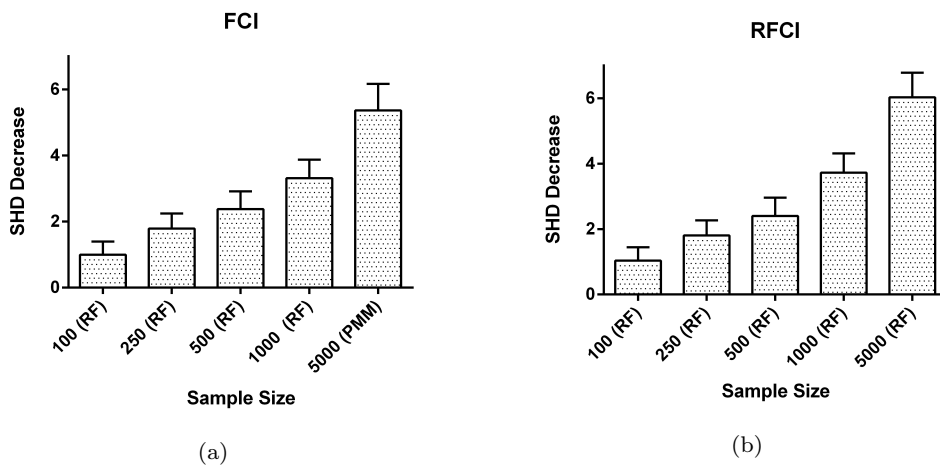 FCI
SHD Decrease
6
4
2
0
100 (RF)
250 (RF)
500 (RF)
1000 (RF)
5000 (PMM)
Sample Size
(a)
RFCI
SHD Decrease
6
4
2
0
100 (RF)
250 (RF)
500 (RF)
1000 (RF)
5000 (RF)
Sample Size
(b)